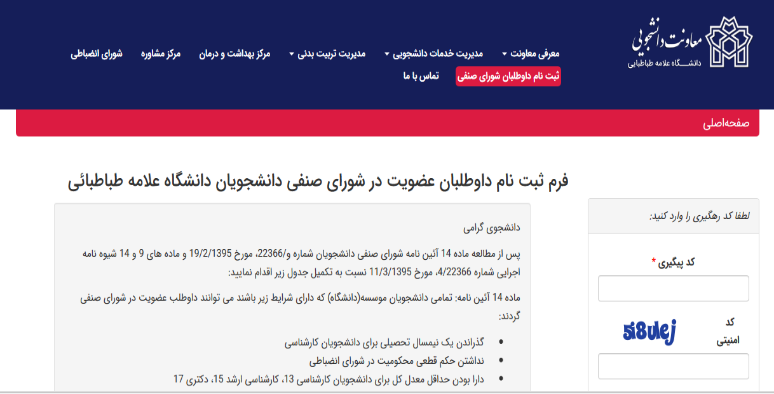 معاونت دانشجویی
دانشـــگاه علامه طباطبایی
معرفی معاونت
مدیریت خدمات دانشجویی
مدیریت تربیت بدنی
مرکز بهداشت و درمان
مرکز مشاوره
شورای انضباطی
ثبت نام داوطلبان شورای صنفی
تماس با ما
صفحه‌اصلی
فرم ثبت نام داوطلبان عضویت در شورای صنفی دانشجویان دانشگاه علامه طباطبائی
دانشجوی گرامی
پس از مطالعه ماده 14 آئین نامه شورای صنفی دانشجویان شماره و/22366، مورخ 19/2/1395 و ماده های 9 و 14 شیوه نامه
اجرایی شماره 4/22366، مورخ 11/3/1395 نسبت به تکمیل جدول زیر اقدام نمایید:
ماده 14 آئین نامه: تمامی دانشجویان موسسه(دانشگاه) که دارای شرایط زیر باشند می توانند داوطلب عضویت در شورای صنفی
گردند:
• گذراندن یک نیمسال تحصیلی برای دانشجویان کارشناسی
• نداشتن حکم قطعی محکومیت در شورای انضباطی
• دارا بودن حداقل معدل کل برای دانشجویان کارشناسی 13، کارشناسی ارشد 15، دکتری 17
لطفا کد رهگیری را وارد کنید:
کد پیگیری *
کد
امنیتی